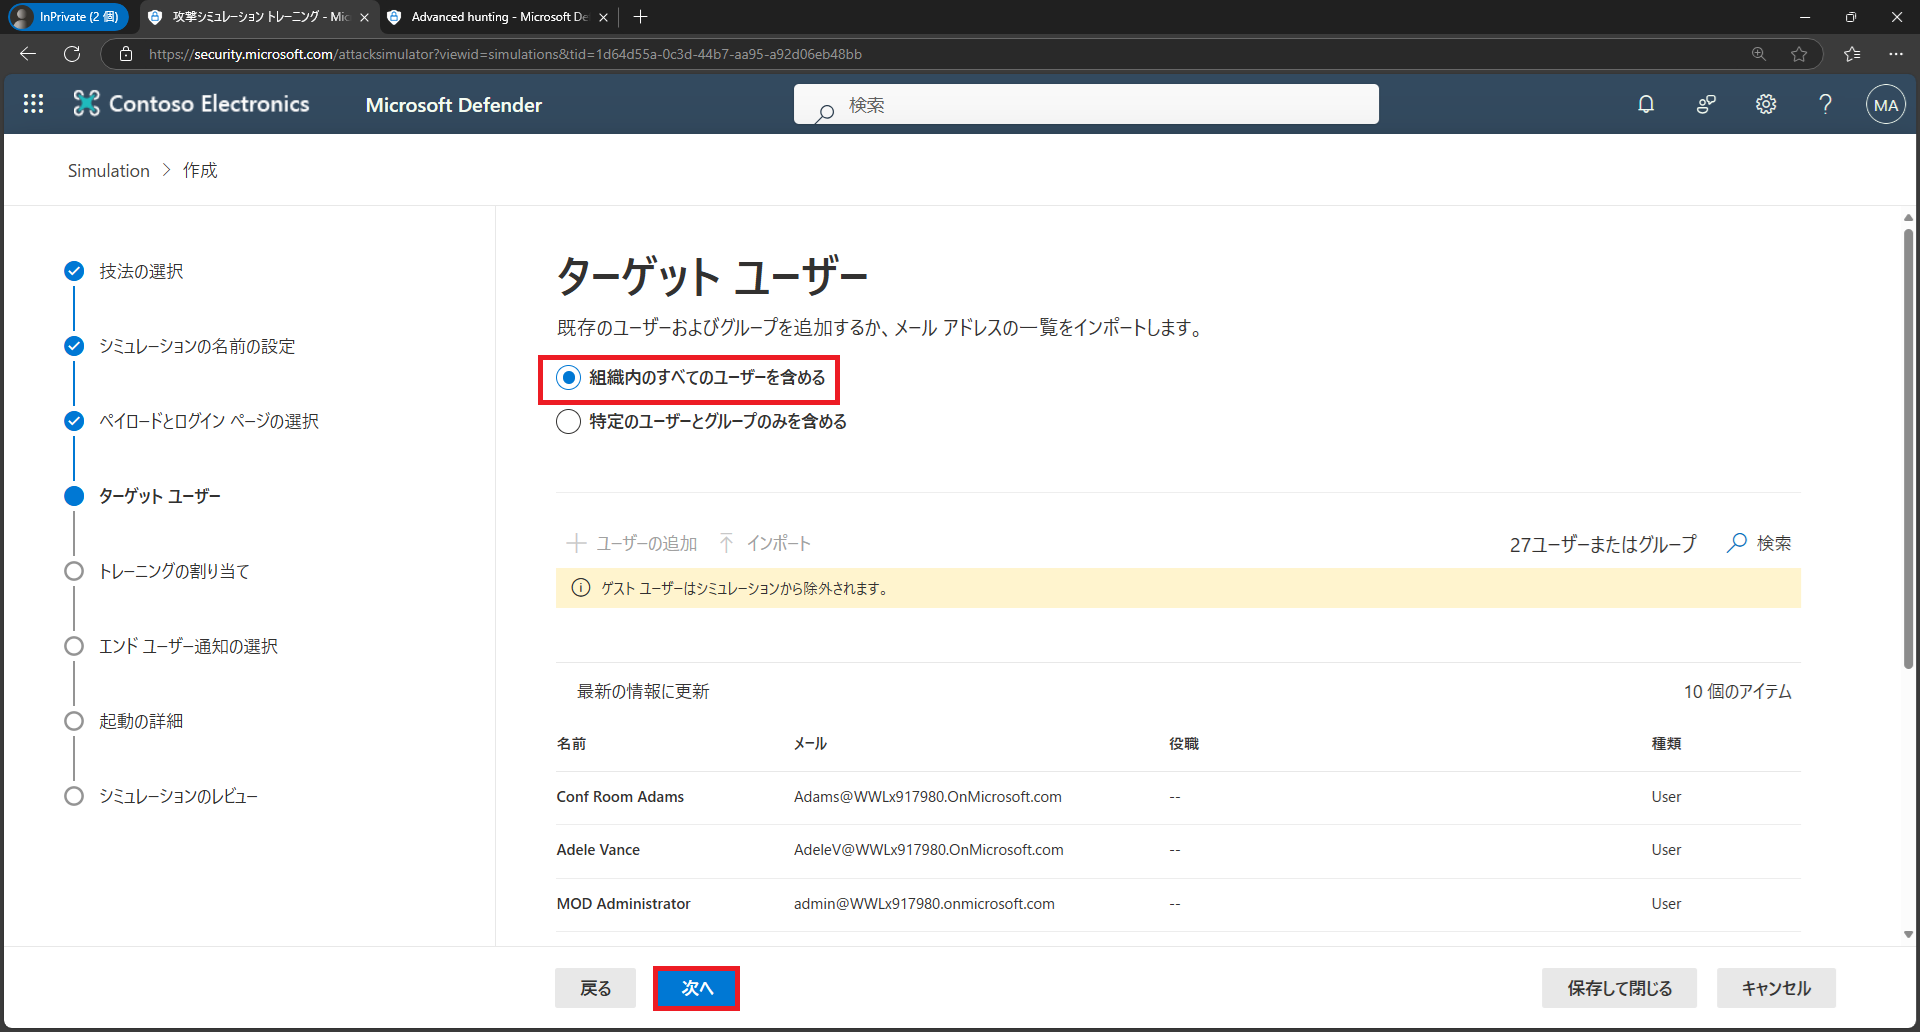 InPrivate (2 個)
攻撃シミュレーション トレーニング - Mic
Advanced hunting - Microsoft De
https://security.microsoft.com/attacksimulator?viewid=simulations&tid=1d64d55a-0c3d-44b7-aa95-a92d06eb48bb
Contoso Electronics
Microsoft Defender
検索
MA
Simulation > 作成
技法の選択
シミュレーションの名前の設定
ペイロードとログイン ページの選択
ターゲット ユーザー
トレーニングの割り当て
エンド ユーザー通知の選択
起動の詳細
シミュレーションのレビュー
ターゲット ユーザー
既存のユーザーおよびグループを追加するか、メール アドレスの一覧をインポートします。
組織内のすべてのユーザーを含める
特定のユーザーとグループのみを含める
ユーザーの追加 インポート 27ユーザーまたはグループ 検索
ゲスト ユーザーはシミュレーションから除外されます。
最新の情報に更新 10 個のアイテム
名前 メール 役職 種類
Conf Room Adams Adams@WWLx917980.OnMicrosoft.com -- User
Adele Vance AdeleV@WWLx917980.OnMicrosoft.com -- User
MOD Administrator admin@WWLx917980.onmicrosoft.com -- User
戻る 次へ 保存して閉じる キャンセル